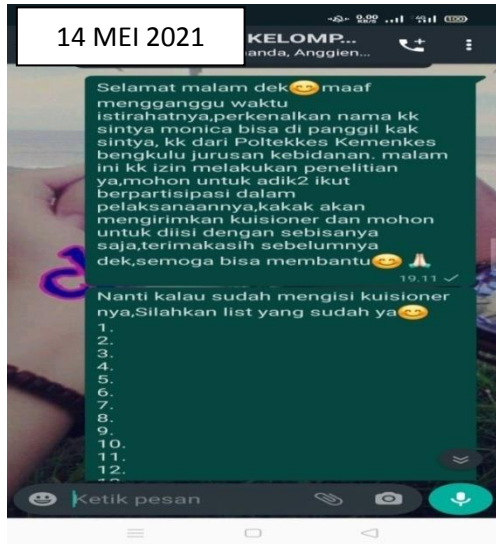 14 MEI 2021
KELOMP...
anda, Anggien...
Selamat malam dek😊maaf
mengganggu waktu
istirahatnya,perkenalkan nama kk
sintya monica bisa di panggil kak
sintya, kk dari Poltekkes Kemenkes
bengkulu jurusan kebidanan. malam
ini kk izin melakukan penelitian
ya,mohon untuk adik2 ikut
berpartisipasi dalam
pelaksanaannya,kakak akan
mengirimkan kuisioner dan mohon
untuk diisi dengan sebisanya
saja,terimakasih sebelumnya
dek,semoga bisa membantu😊🙏🏻
19.11
Nanti kalau sudah mengisi kuisioner
nya,Silahkan list yang sudah ya😊
1.
2.
3.
4.
5.
6.
7.
8.
9.
10.
11.
12.
Ketik pesan